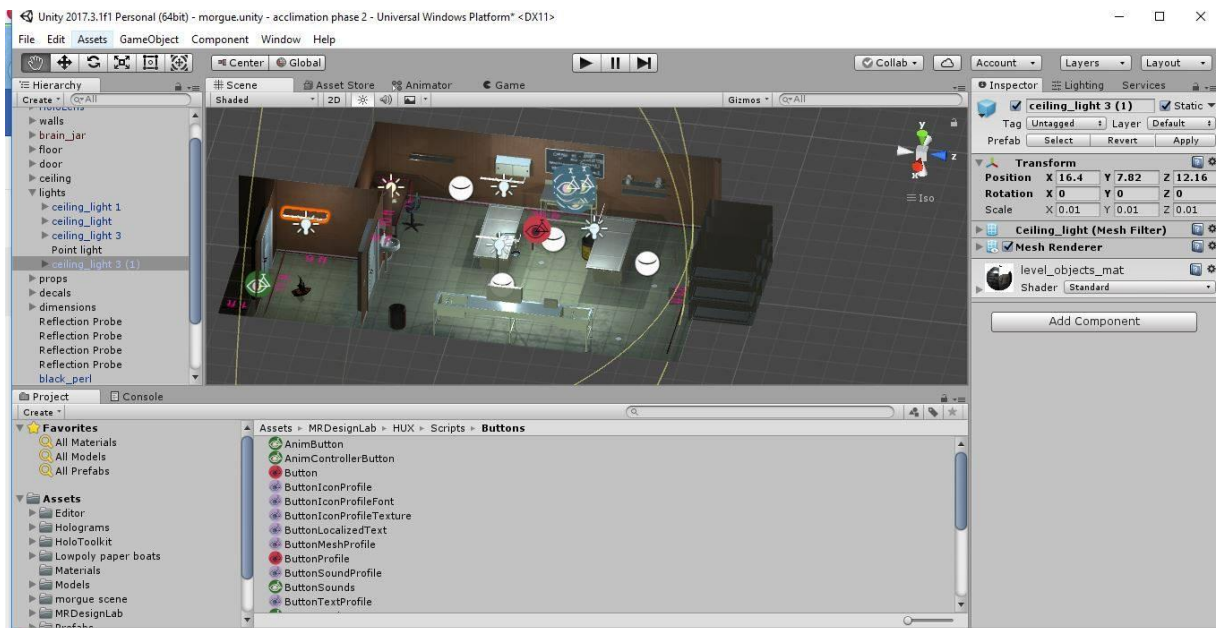 Unity 2017.3.1f1 Personal (64bit) - morgue.unity - acclimation phase 2 - Universal Windows Platform* <DX11>
File Edit Assets GameObject Component Window Help
Center Global Collab Account Layers Layout
Hierarchy
Create All
HoloLens
walls
brain_jar
floor
door
ceiling
lights
ceiling_light 1
ceiling_light
ceiling_light 3
Point light
ceiling_light 3 (1)
props
decals
dimensions
Reflection Probe
Reflection Probe
Reflection Probe
Reflection Probe
black_perl
Scene Asset Store Animator Game
Shaded 2D Gizmos All
y
z
x
Iso
Inspector Lighting Services
ceiling_light 3 (1) Static
Tag Untagged Layer Default
Prefab Select Revert Apply
Transform
Position X 16.4 Y 7.82 Z 12.16
Rotation X 0 Y 0 Z 0
Scale X 0.01 Y 0.01 Z 0.01
Ceiling_light (Mesh Filter)
Mesh Renderer
level_objects_mat
Shader Standard
Add Component
Project Console
Create
Favorites
All Materials
All Models
All Prefabs
Assets
Editor
Holograms
HoloToolkit
Lowpoly paper boats
Materials
Models
morgue scene
MRDesignLab
Prefabs
Assets MRDesignLab HUX Scripts Buttons
AnimButton
AnimControllerButton
Button
ButtonIconProfile
ButtonIconProfileFont
ButtonIconProfileTexture
ButtonLocalizedText
ButtonMeshProfile
ButtonProfile
ButtonSoundProfile
ButtonSounds
ButtonTextProfile